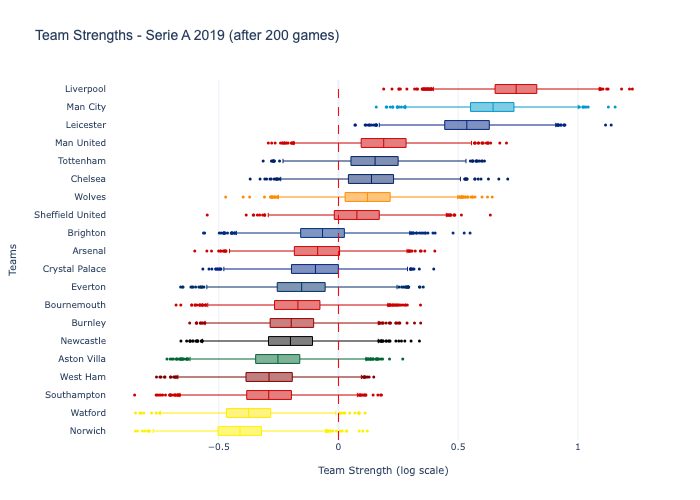 Team Strengths - Serie A 2019 (after 200 games)
Liverpool
Man City
Leicester
Man United
Tottenham
Chelsea
Wolves
Sheffield United
Brighton
Arsenal
Crystal Palace
Everton
Bournemouth
Burnley
Newcastle
Aston Villa
West Ham
Southampton
Watford
Norwich
Teams
−0.5 0 0.5 1
Team Strength (log scale)